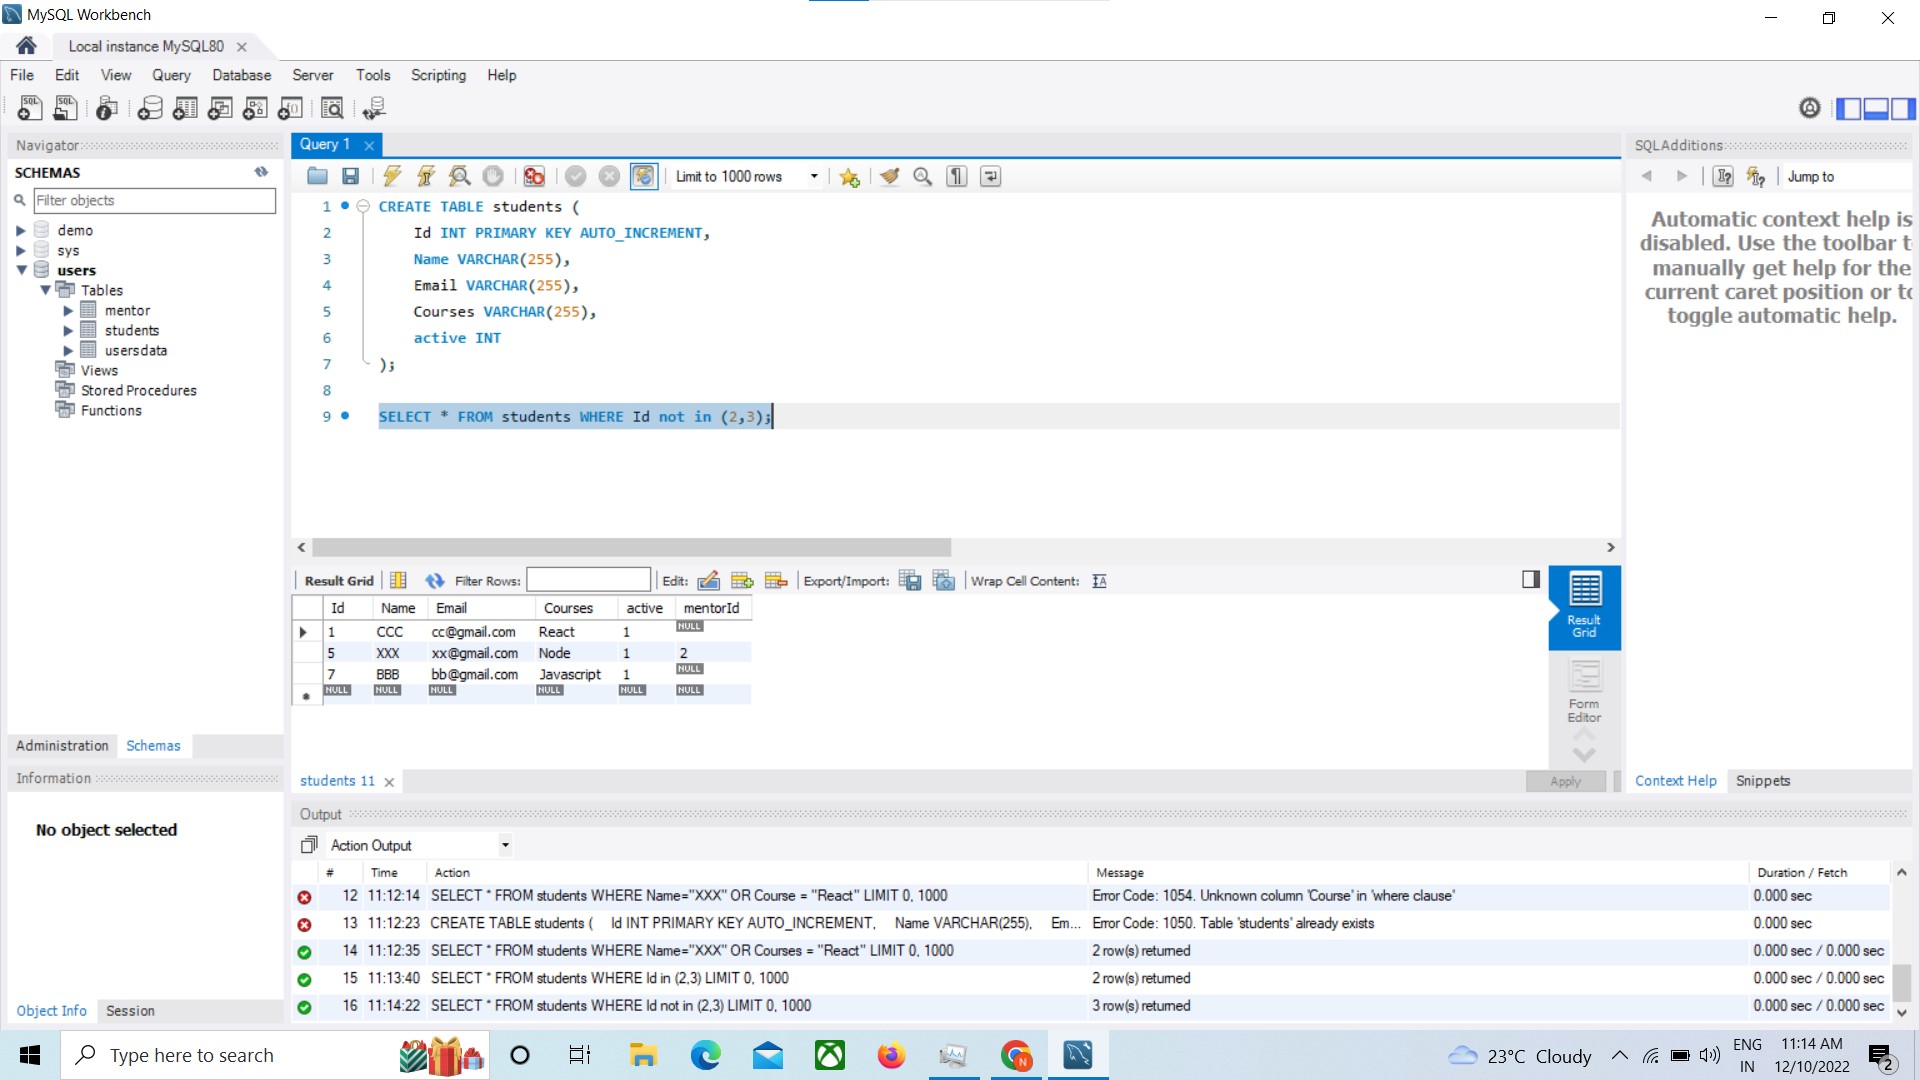 MySQL Workbench
Local instance MySQL80
File Edit View Query Database Server Tools Scripting Help
Navigator
SCHEMAS
Filter objects
demo
sys
users
Tables
mentor
students
usersdata
Views
Stored Procedures
Functions
Administration Schemas
Information
No object selected
Object Info Session
Query 1
Limit to 1000 rows
1 CREATE TABLE students (
2 Id INT PRIMARY KEY AUTO_INCREMENT,
3 Name VARCHAR(255),
4 Email VARCHAR(255),
5 Courses VARCHAR(255),
6 active INT
7 );
8
9 SELECT * FROM students WHERE Id not in (2,3);
Result Grid Filter Rows: Edit: Export/Import: Wrap Cell Content:
Id Name Email Courses active mentorId
1 CCC cc@gmail.com React 1 NULL
5 XXX xx@gmail.com Node 1 2
7 BBB bb@gmail.com Javascript 1 NULL
NULL NULL NULL NULL NULL NULL
Result
Grid
Form
Editor
students 11
Apply
SQLAdditions
Jump to
Automatic context help is
disabled. Use the toolbar t
manually get help for the
current caret position or to
toggle automatic help.
Context Help Snippets
Output
Action Output
# Time Action Message Duration / Fetch
12 11:12:14 SELECT * FROM students WHERE Name="XXX" OR Course = "React" LIMIT 0, 1000 Error Code: 1054. Unknown column 'Course' in 'where clause' 0.000 sec
13 11:12:23 CREATE TABLE students ( Id INT PRIMARY KEY AUTO_INCREMENT, Name VARCHAR(255), Em... Error Code: 1050. Table 'students' already exists 0.000 sec
14 11:12:35 SELECT * FROM students WHERE Name="XXX" OR Courses = "React" LIMIT 0, 1000 2 row(s) returned 0.000 sec / 0.000 sec
15 11:13:40 SELECT * FROM students WHERE Id in (2,3) LIMIT 0, 1000 2 row(s) returned 0.000 sec / 0.000 sec
16 11:14:22 SELECT * FROM students WHERE Id not in (2,3) LIMIT 0, 1000 3 row(s) returned 0.000 sec / 0.000 sec
Type here to search
23°C Cloudy
ENG
IN
11:14 AM
12/10/2022
2